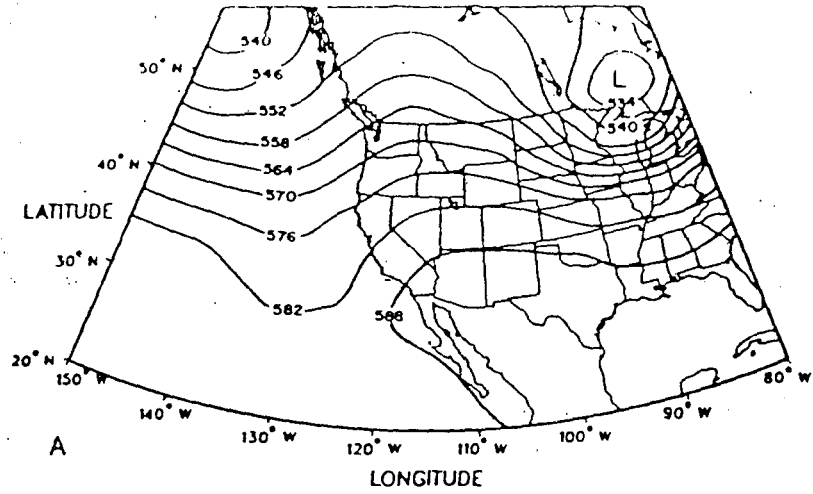 540
50° N
546
L
534
552
L
540
558
40° N
564
570
LATITUDE
576
30° N
582
588
20° N
150° W
80° W
140° W
90° W
130° W
120° W
110° W
100° W
A
LONGITUDE